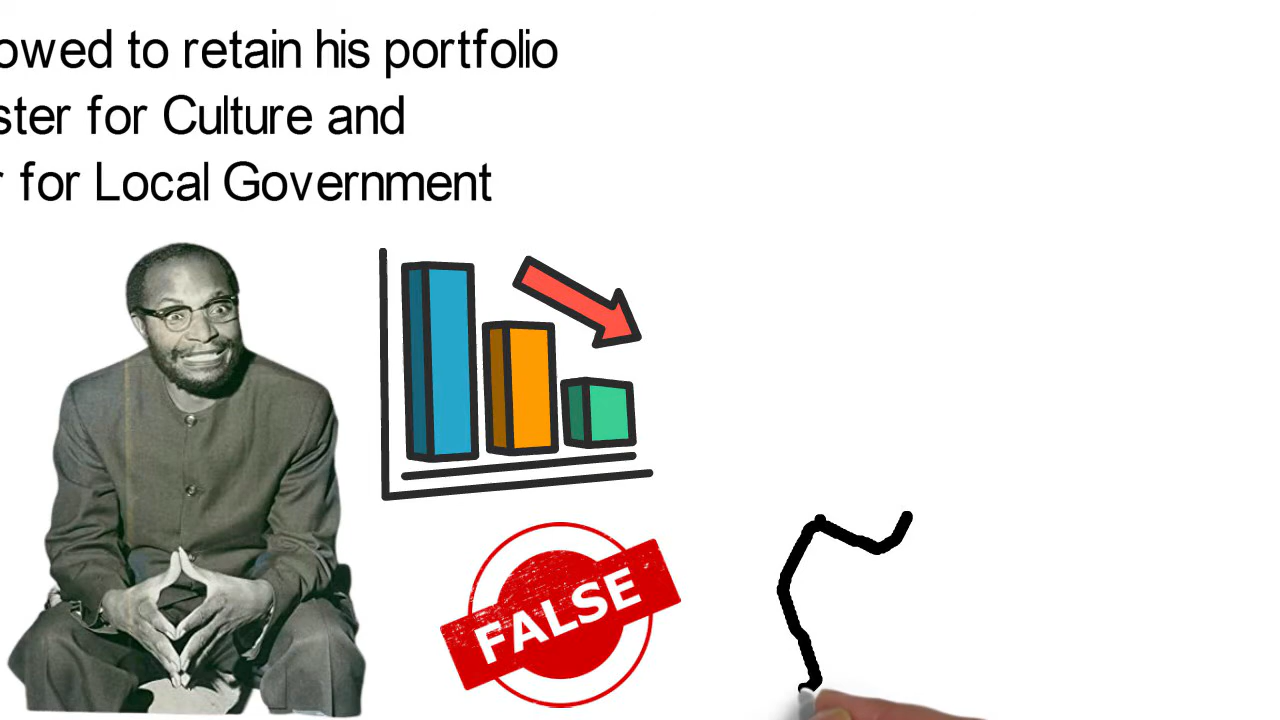 owed to retain his portfolio
ster for Culture and
for Local Government
FALSE